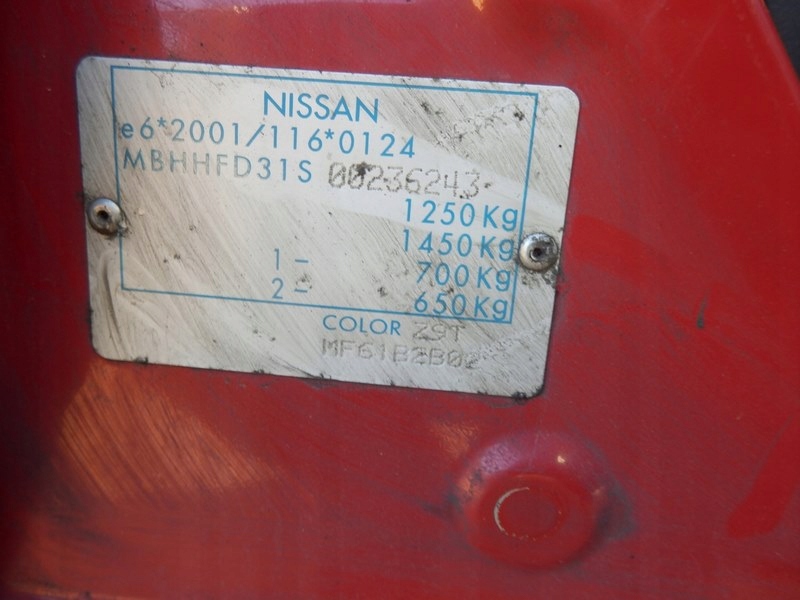 NISSAN
e6*2001/116*0124
MBHHFD31S 00236243
1250Kg
1450Kg
1 – 700Kg
2 – 650Kg
COLOR Z9T
MF61B2B02